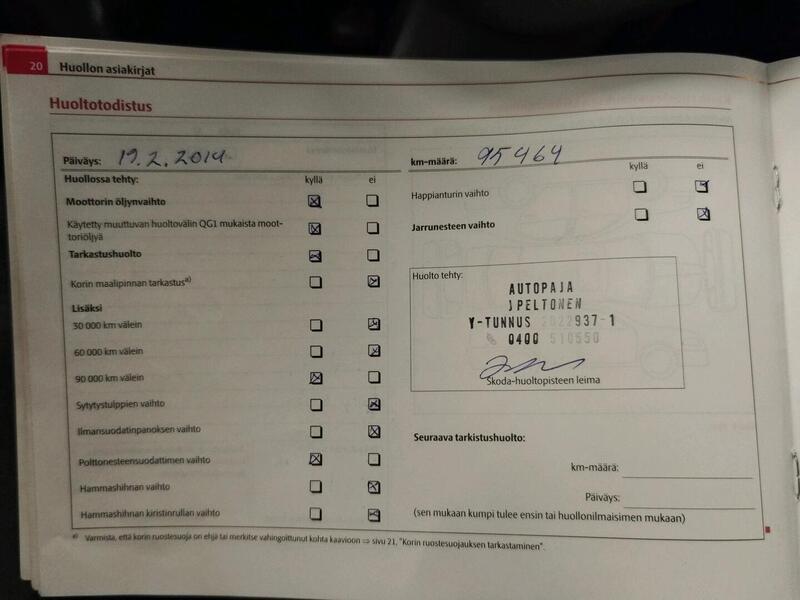 20 Huollon asiakirjat
Huoltotodistus
Päiväys: 19.2.2014
Huollossa tehty: kyllä ei
Moottorin öljynvaihto
Käytetty muuttuvan huoltovälin QG1 mukaista moot-
toriöljyä
Tarkastushuolto
Korin maalipinnan tarkastus a)
Lisäksi
30 000 km välein
60 000 km välein
90 000 km välein
Sytytystulppien vaihto
Ilmansuodatinpanoksen vaihto
Polttonesteensuodattimen vaihto
Hammashihnan vaihto
Hammashihnan kiristinrullan vaihto
km-määrä: 95464
kyllä ei
Happianturin vaihto
Jarrunesteen vaihto
Huolto tehty:
AUTOPAJA
J PELTONEN
Y-TUNNUS 2022937-1
0400 510550
Skoda-huoltopisteen leima
Seuraava tarkistushuolto:
km-määrä:
Päiväys:
(sen mukaan kumpi tulee ensin tai huollonilmaisimen mukaan)
a) Varmista, että korin ruostesuoja on ehjä tai merkitse vahingoittunut kohta kaavioon ⇒ sivu 21, "Korin ruostesuojauksen tarkastaminen".